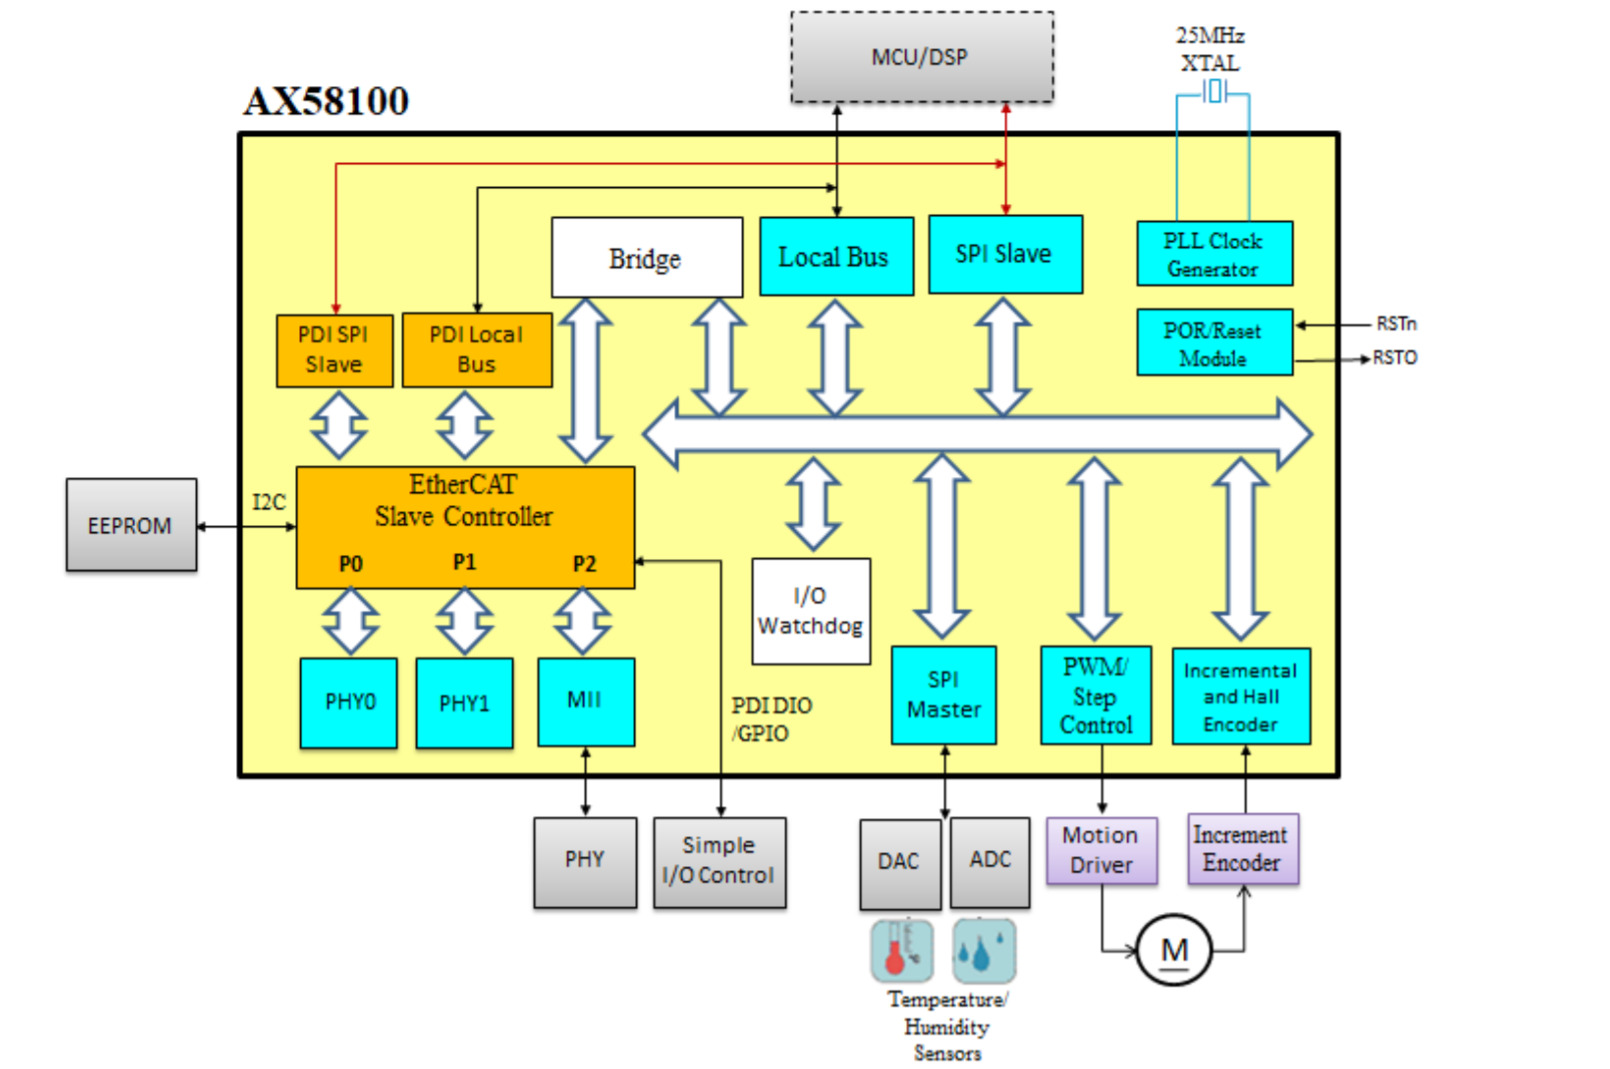 MCU/DSP
25MHz
XTAL
AX58100
Bridge
Local Bus
SPI Slave
PLL Clock
Generator
PDI SPI
Slave
PDI Local
Bus
POR/Reset
Module
RSTn
RSTO
EEPROM
I2C
EtherCAT
Slave Controller
P0
P1
P2
I/O
Watchdog
PHY0
PHY1
MII
PDI DIO
/GPIO
SPI
Master
PWM/
Step
Control
Incremental
and Hall
Encoder
PHY
Simple
I/O Control
DAC
ADC
Motion
Driver
Increment
Encoder
°C
M
Temperature/
Humidity
Sensors